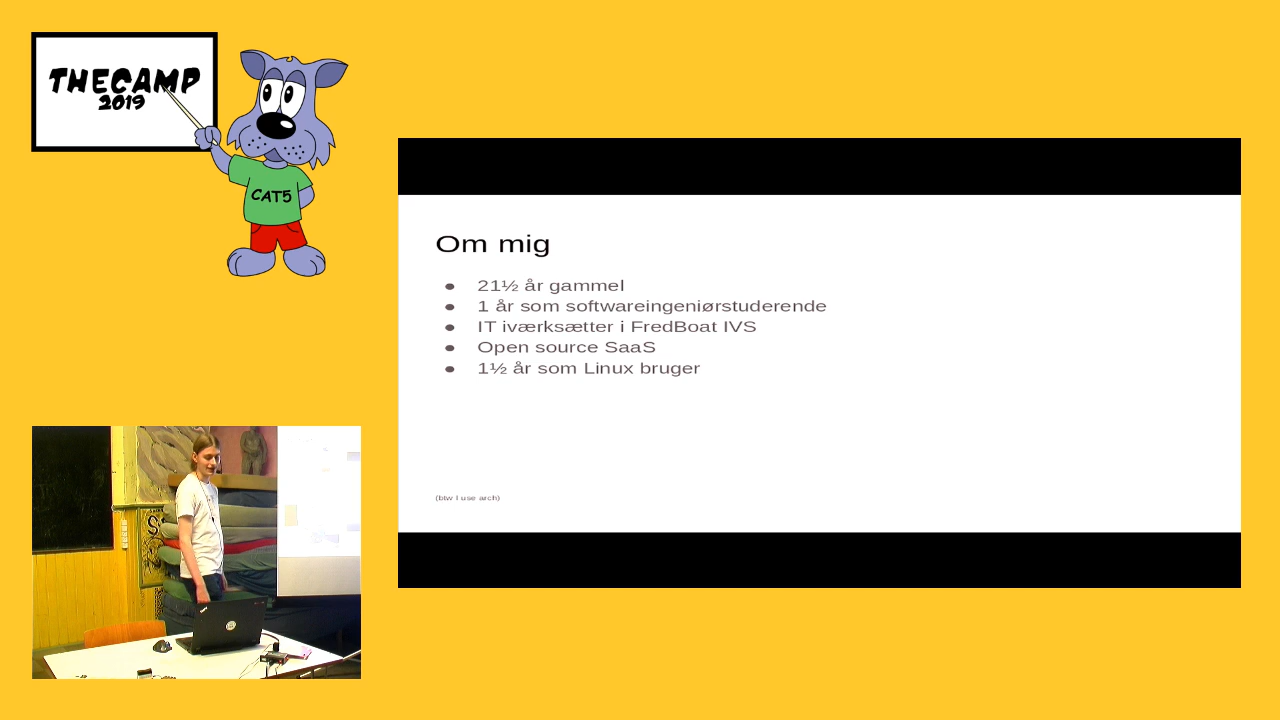 THECAMP
2019
CAT5
Om mig
● 21½ år gammel
● 1 år som softwareingeniørstuderende
● IT iværksætter i FredBoat IVS
● Open source SaaS
● 1½ år som Linux bruger
(btw I use arch)